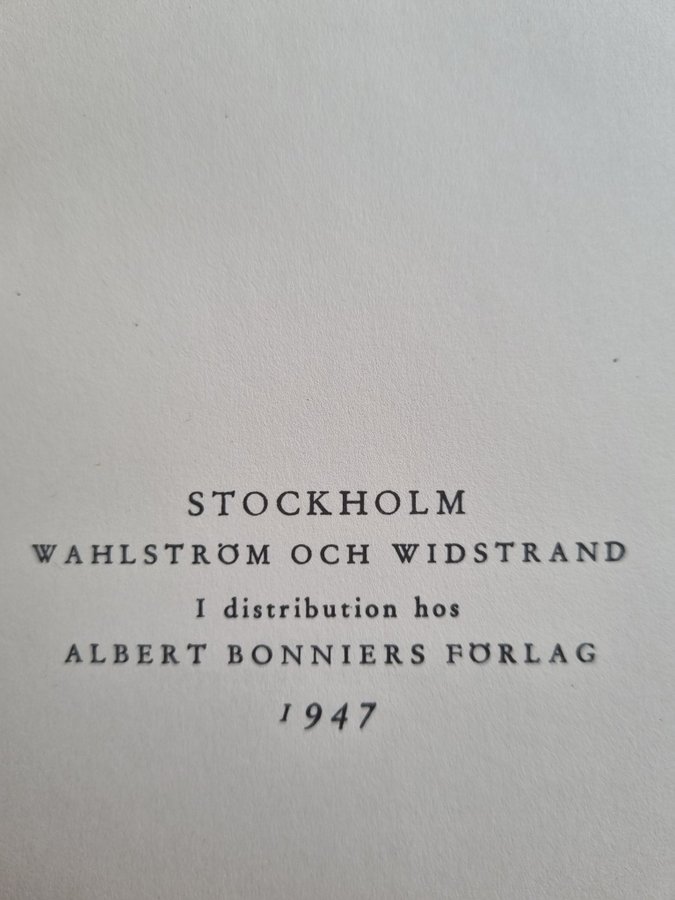 STOCKHOLM
WAHLSTRÖM OCH WIDSTRAND
I distribution hos
ALBERT BONNIERS FÖRLAG
1947